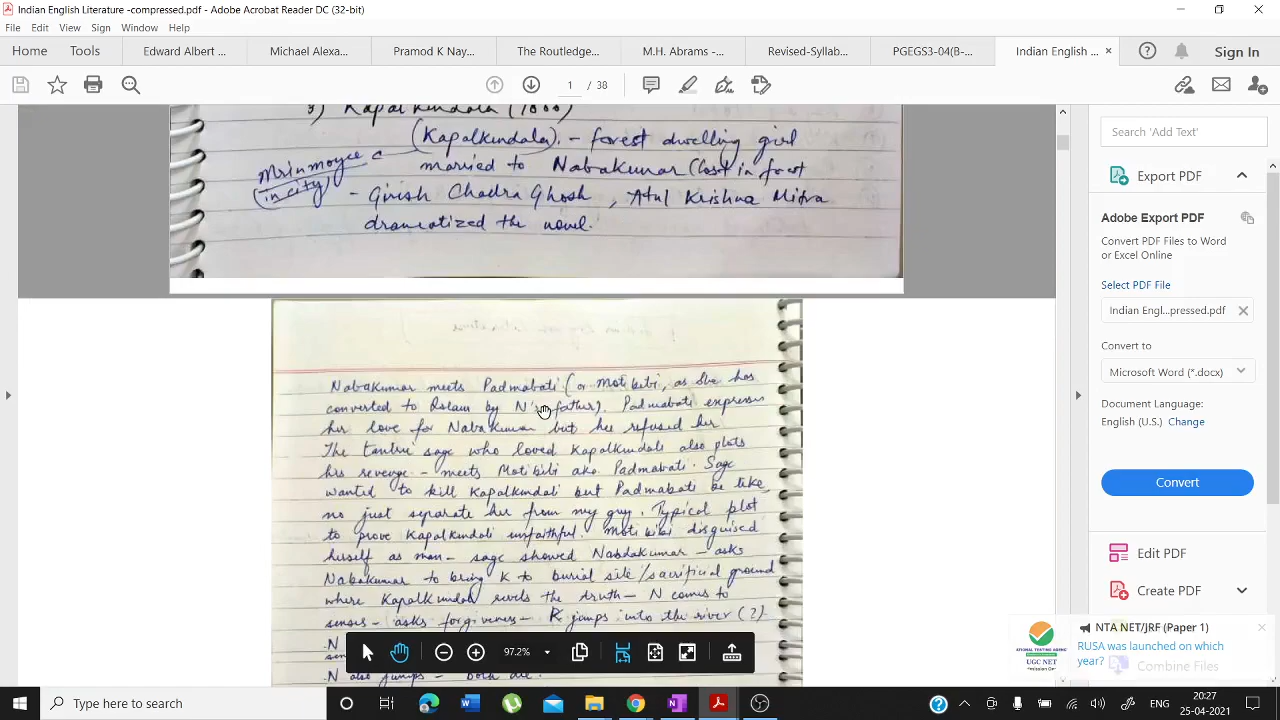 Indian English Literature -compressed.pdf - Adobe Acrobat Reader DC (32-bit)
File Edit View Sign Window Help
Home Tools Edward Albert ... Michael Alexa... Pramod K Nay... The Routledge... M.H. Abrams -... Revised-Syllab... PGEGS3-04(B-... Indian English ... × Sign In
1 / 38
3) Kapalkundala (1866)
(Kapalkundala). - forest dwelling girl
Mrinmoyee
(in city)
married to Nabakumar (lost in
- Girish Chadra Ghosh, Atul Krishna Mitra
dramatized the novel.
Nabakumar meets Padmabati (or Moti bibi, as she has
converted to Islam by N's father). Padmabati expresses
her love for Nabakumar but he refused her
The tantric sage who loved Kapalkundala also plots
his revenge - meets Moti bibi aka Padmabati. Sage
wanted to kill Kapalkundala but Padmabati be like,
no just separate her from my guy. Typical plot
to prove Kapalkundala unfaithful. Moti bibi disguised
herself as man - sage showed Nabakumar - asks
Nabakumar to bring K to burial site/sacrificial ground
where Kapalkundala reveals the truth - N comes to
senses - asks forgiveness - K jumps into the river (?)
N
jumps
97.2%
Search 'Add Text'
Export PDF
Adobe Export PDF
Convert PDF Files to Word
or Excel Online
Select PDF File
Indian Engl...pressed.pdf
Convert to
Microsoft Word (*.docx)
Document Language:
English (U.S.) Change
Convert
Edit PDF
Create PDF
Combine Files
NTA NET/JRF (Paper 1)
RUSA was launched on which
year?
NATIONAL TESTING AGENCY
UGC NET
Type here to search
ENG
20:27
25-04-2021